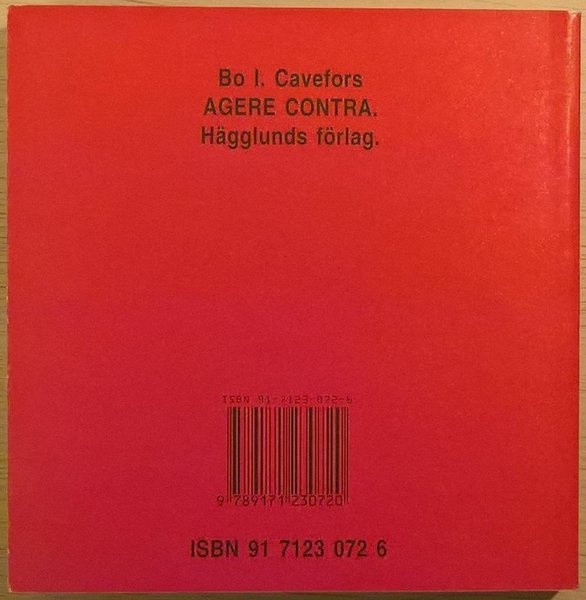 Bo I. Cavefors
AGERE CONTRA.
Hägglunds förlag.
ISBN 91-7123-072-6
9 789171 230720
ISBN 91 7123 072 6